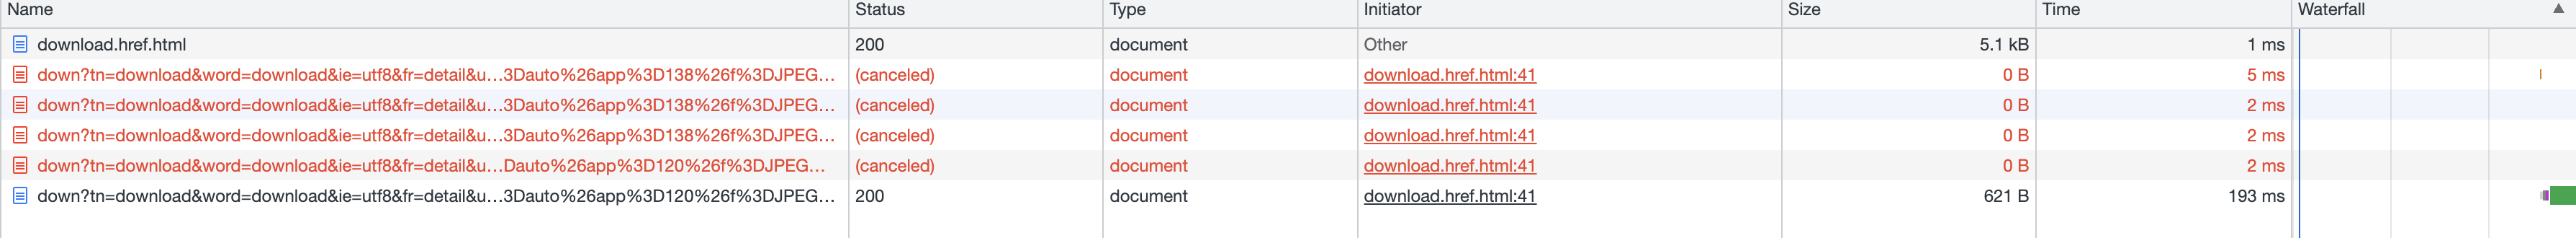 Name Status Type Initiator Size Time Waterfall
download.href.html 200 document Other 5.1 kB 1 ms
down?tn=download&word=download&ie=utf8&fr=detail&u…3Dauto%26app%3D138%26f%3DJPEG… (canceled) document download.href.html:41 0 B 5 ms
down?tn=download&word=download&ie=utf8&fr=detail&u…3Dauto%26app%3D138%26f%3DJPEG… (canceled) document download.href.html:41 0 B 2 ms
down?tn=download&word=download&ie=utf8&fr=detail&u…3Dauto%26app%3D138%26f%3DJPEG… (canceled) document download.href.html:41 0 B 2 ms
down?tn=download&word=download&ie=utf8&fr=detail&u…Dauto%26app%3D120%26f%3DJPEG… (canceled) document download.href.html:41 0 B 2 ms
down?tn=download&word=download&ie=utf8&fr=detail&u…3Dauto%26app%3D120%26f%3DJPEG… 200 document download.href.html:41 621 B 193 ms